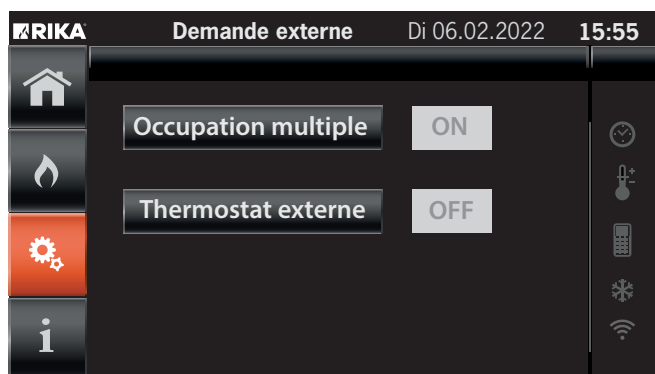 RIKA Demande externe Di 06.02.2022 15:55
Occupation multiple ON
Thermostat externe OFF
i